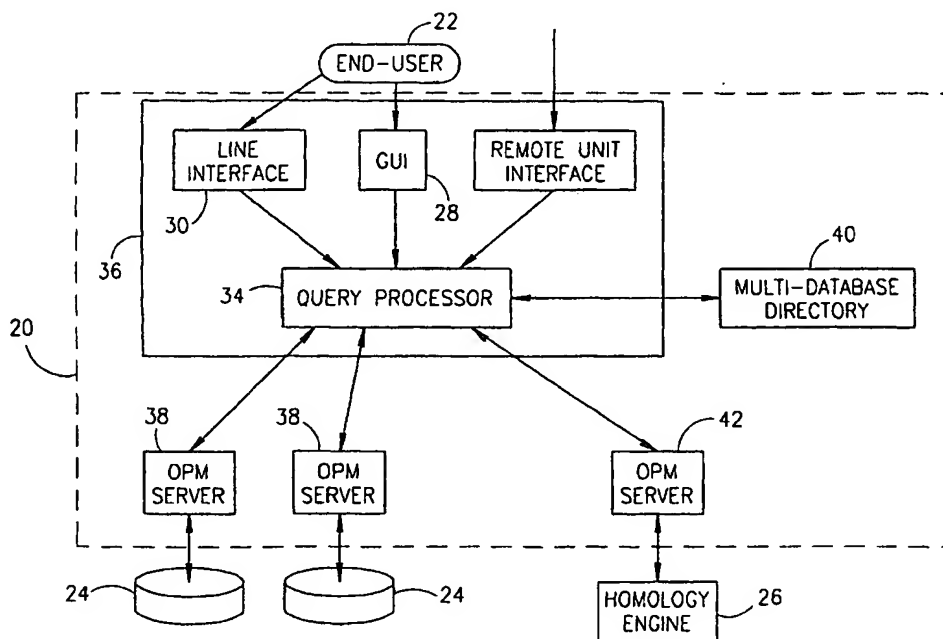 22
END-USER
LINE
INTERFACE
GUI
REMOTE UNIT
INTERFACE
30
28
36
40
34
QUERY PROCESSOR
MULTI-DATABASE
DIRECTORY
20
38
38
42
OPM
SERVER
OPM
SERVER
OPM
SERVER
24
24
HOMOLOGY
ENGINE
26